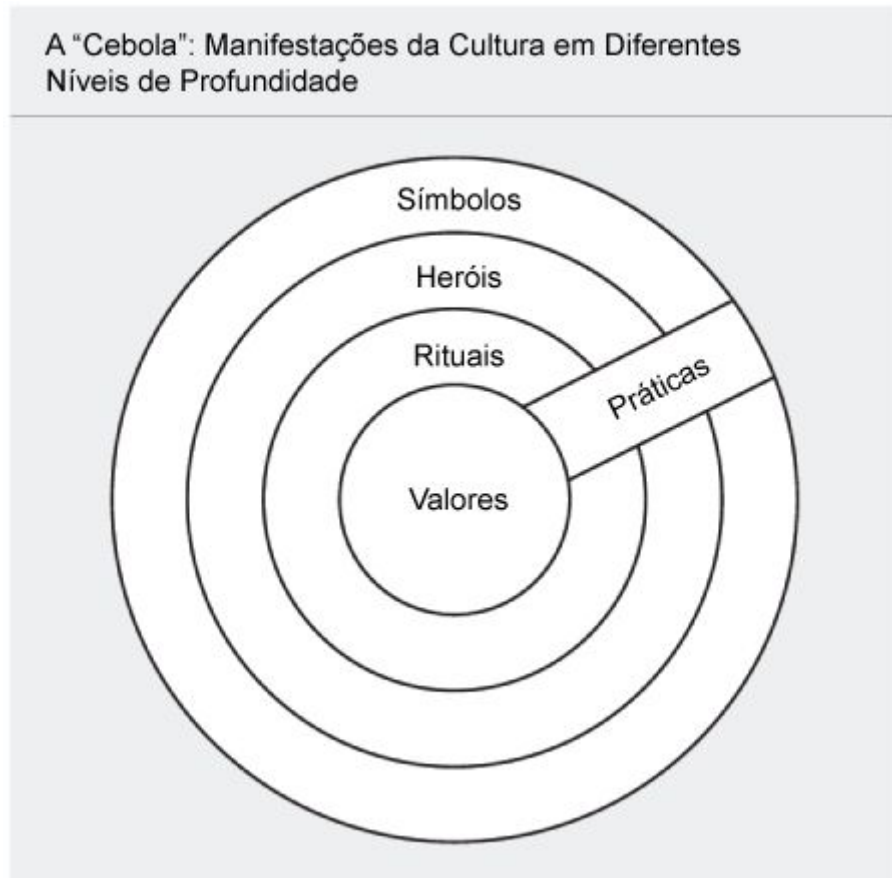 A “Cebola”: Manifestações da Cultura em Diferentes
Níveis de Profundidade
Símbolos
Heróis
Rituais
Práticas
Valores